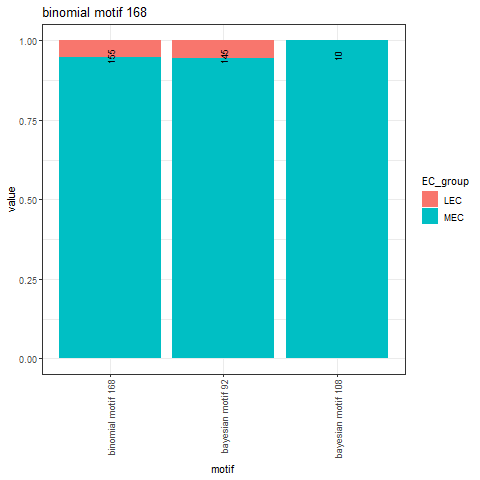 binomial motif 168
1.00
0.75
0.50
0.25
0.00
value
155
145
10
binomial motif 168
bayesian motif 92
bayesian motif 108
motif
EC_group
LEC
MEC